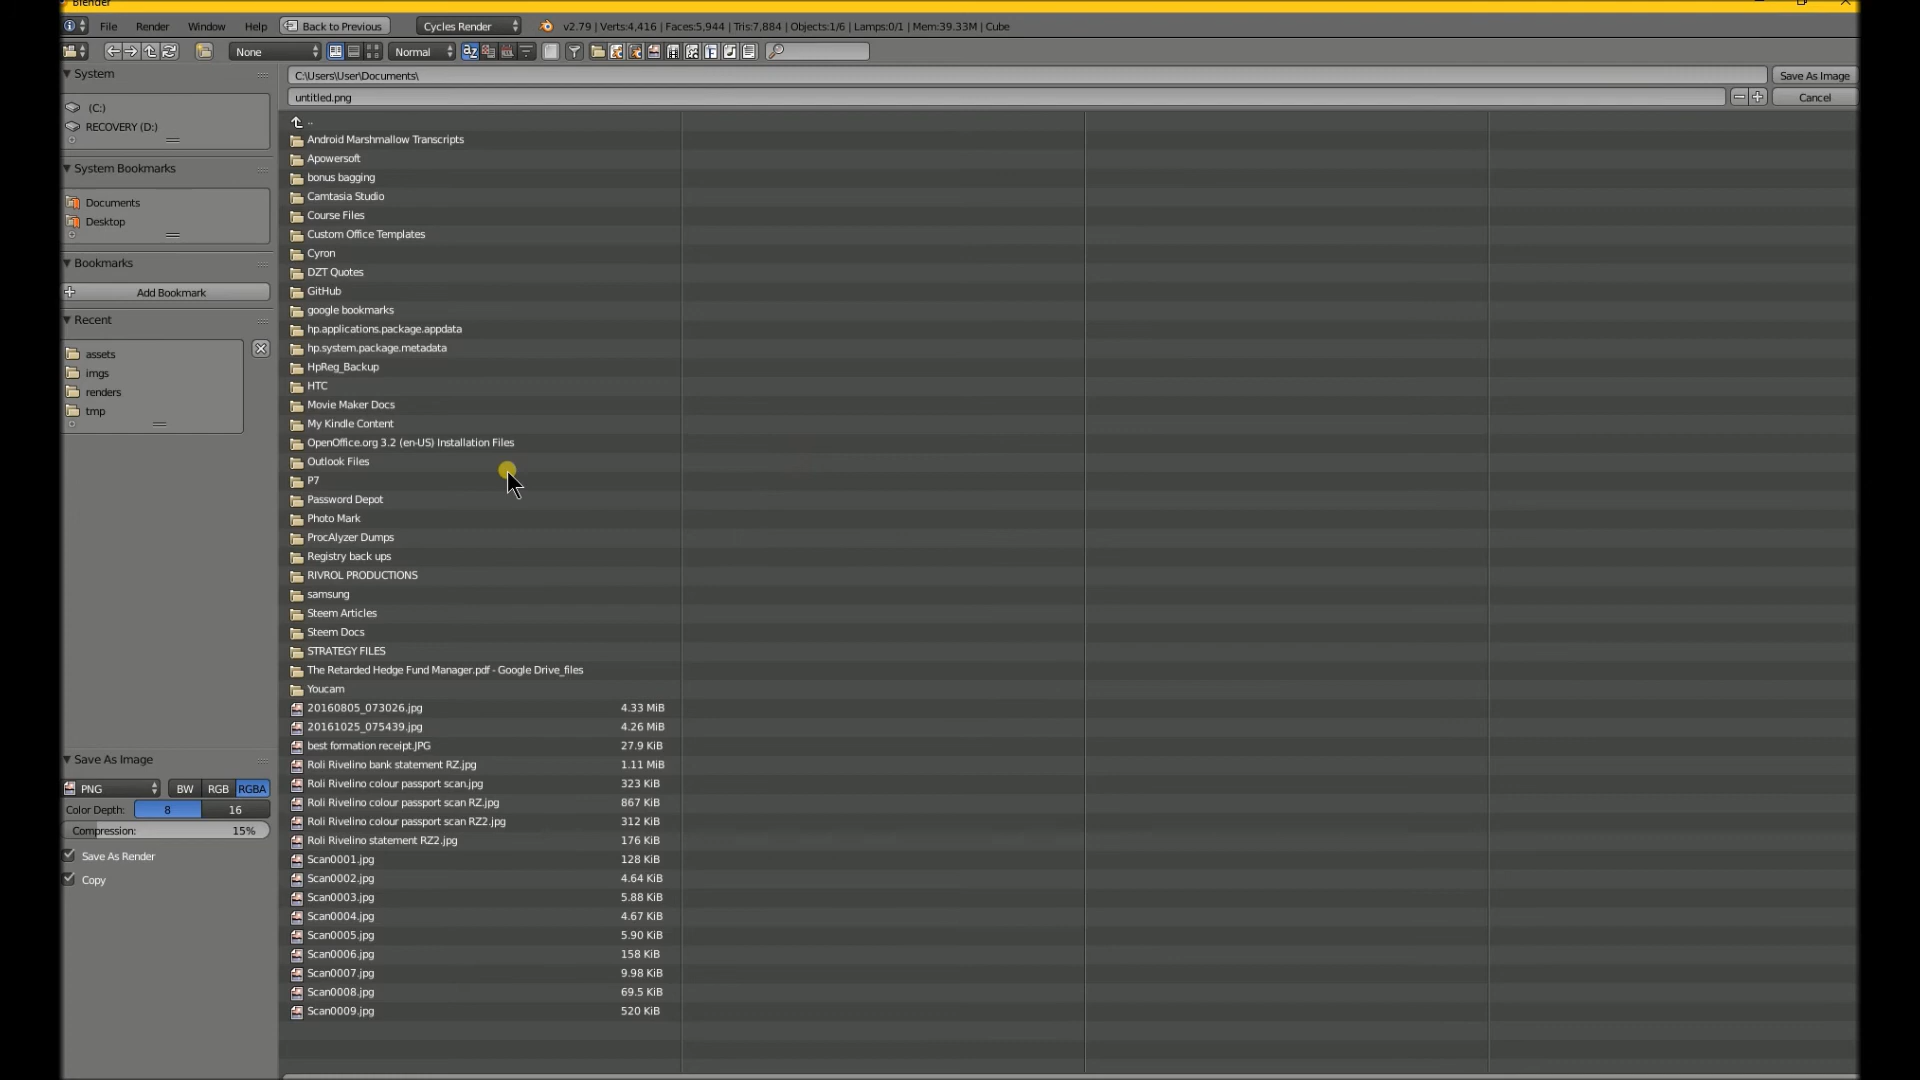 Blender
File Render Window Help Back to Previous Cycles Render v2.79 | Verts:4,416 | Faces:5,944 | Tris:7,884 | Objects:1/6 | Lamps:0/1 | Mem:39.33M | Cube
None Normal
System
(C:)
RECOVERY (D:)
System Bookmarks
Documents
Desktop
Bookmarks
Add Bookmark
Recent
assets
imgs
renders
tmp
Save As Image
PNG BW RGB RGBA
Color Depth: 8 16
Compression: 15%
Save As Render
Copy
C:\Users\User\Documents\ Save As Image
untitled.png Cancel
..
Android Marshmallow Transcripts
Apowersoft
bonus bagging
Camtasia Studio
Course Files
Custom Office Templates
Cyron
DZT Quotes
GitHub
google bookmarks
hp.applications.package.appdata
hp.system.package.metadata
HpReg_Backup
HTC
Movie Maker Docs
My Kindle Content
OpenOffice.org 3.2 (en-US) Installation Files
Outlook Files
P7
Password Depot
Photo Mark
ProcAlyzer Dumps
Registry back ups
RIVROL PRODUCTIONS
samsung
Steem Articles
Steem Docs
STRATEGY FILES
The Retarded Hedge Fund Manager.pdf - Google Drive_files
Youcam
20160805_073026.jpg 4.33 MiB
20161025_075439.jpg 4.26 MiB
best formation receipt.JPG 27.9 KiB
Roli Rivelino bank statement RZ.jpg 1.11 MiB
Roli Rivelino colour passport scan.jpg 323 KiB
Roli Rivelino colour passport scan RZ.jpg 867 KiB
Roli Rivelino colour passport scan RZ2.jpg 312 KiB
Roli Rivelino statement RZ2.jpg 176 KiB
Scan0001.jpg 128 KiB
Scan0002.jpg 4.64 KiB
Scan0003.jpg 5.88 KiB
Scan0004.jpg 4.67 KiB
Scan0005.jpg 5.90 KiB
Scan0006.jpg 158 KiB
Scan0007.jpg 9.98 KiB
Scan0008.jpg 69.5 KiB
Scan0009.jpg 520 KiB